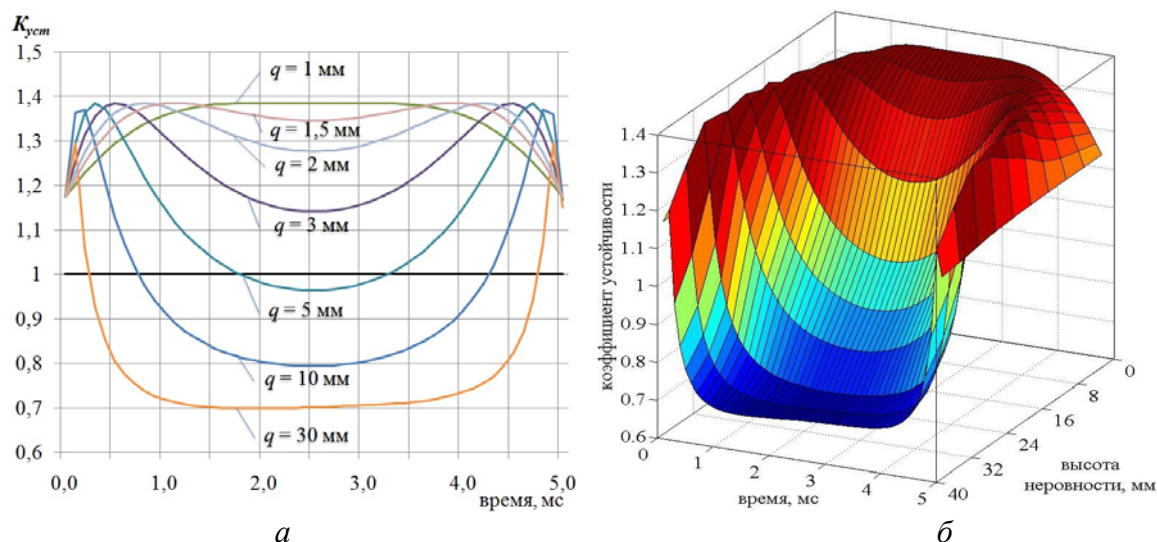 Kуст
1,5
1,4
1,3
1,2
1,1
1
0,9
0,8
0,7
0,6
q = 1 мм
q = 1,5 мм
q = 2 мм
q = 3 мм
q = 5 мм
q = 10 мм
q = 30 мм
0,0 1,0 2,0 3,0 4,0 5,0
время, мс
а
коэффициент устойчивости
1.4
1.3
1.2
1.1
1
0.9
0.8
0.7
0.6
0 1 2 3 4 5
время, мс
0
8
16
24
32
40
высота
неровности, мм
б